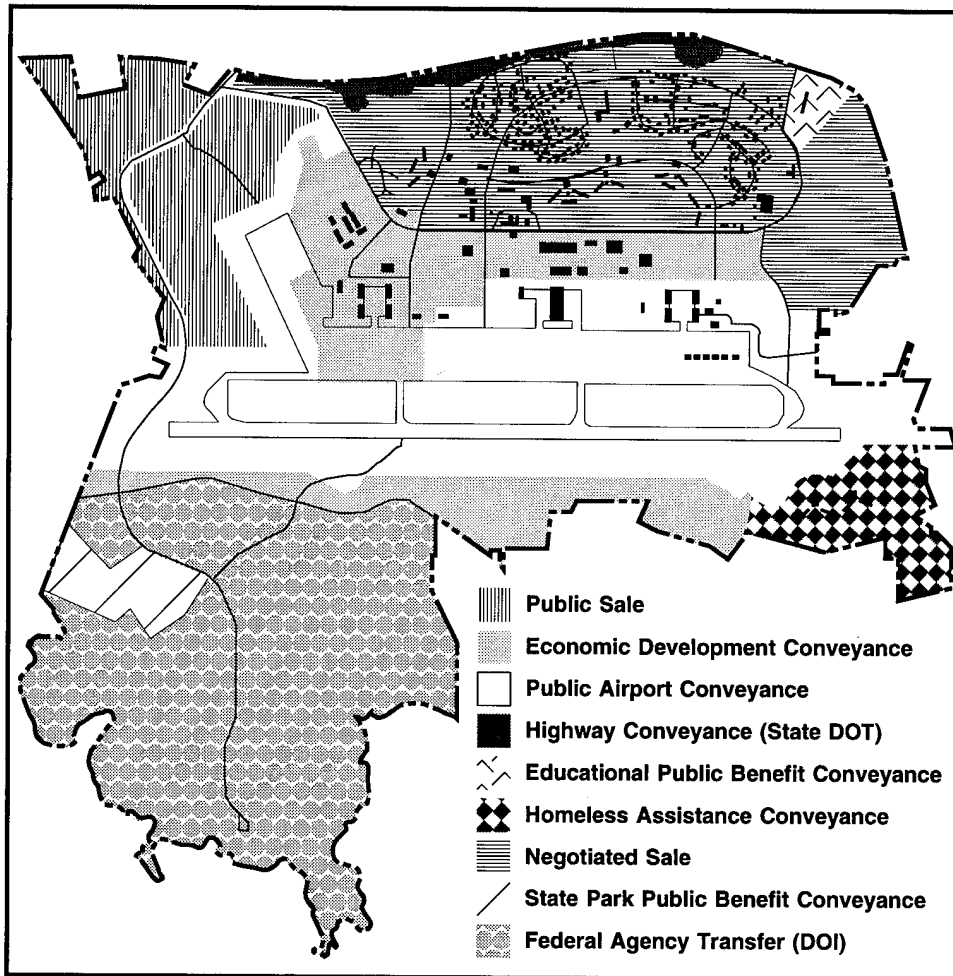 Public Sale
Economic Development Conveyance
Public Airport Conveyance
Highway Conveyance (State DOT)
Educational Public Benefit Conveyance
Homeless Assistance Conveyance
Negotiated Sale
State Park Public Benefit Conveyance
Federal Agency Transfer (DOI)